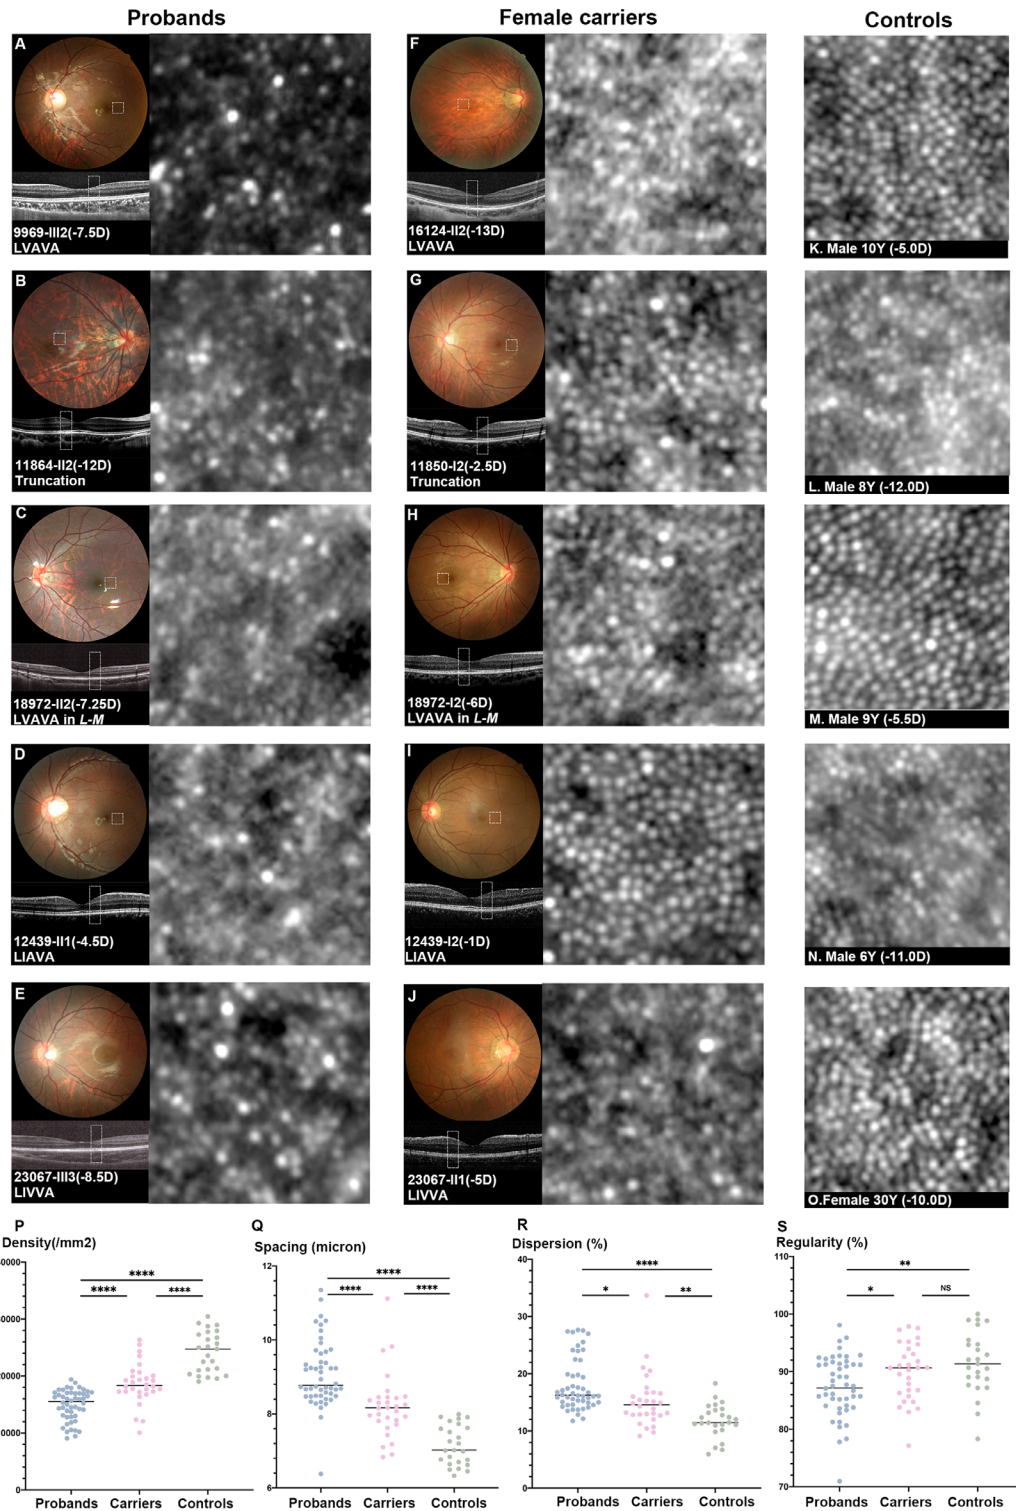 Probands
Female carriers
Controls
A
9969-III2(-7.5D)
LVAVA
F
16124-II2(-13D)
LVAVA
K. Male 10Y (-5.0D)
B
11864-II2(-12D)
Truncation
G
11850-I2(-2.5D)
Truncation
L. Male 8Y (-12.0D)
C
18972-II2(-7.25D)
LVAVA in L-M
H
18972-I2(-6D)
LVAVA in L-M
M. Male 9Y (-5.5D)
D
12439-II1(-4.5D)
LIAVA
I
12439-I2(-1D)
LIAVA
N. Male 6Y (-11.0D)
E
23067-III3(-8.5D)
LIVVA
J
23067-II1(-5D)
LIVVA
O.Female 30Y (-10.0D)
P
Density(/mm2)
****
**** ****
0
Probands Carriers Controls
Q
Spacing (micron)
12
10
8
6
****
**** ****
Probands Carriers Controls
R
Dispersion (%)
40
30
20
10
0
****
* **
Probands Carriers Controls
S
Regularity (%)
110
100
90
80
70
**
* NS
Probands Carriers Controls